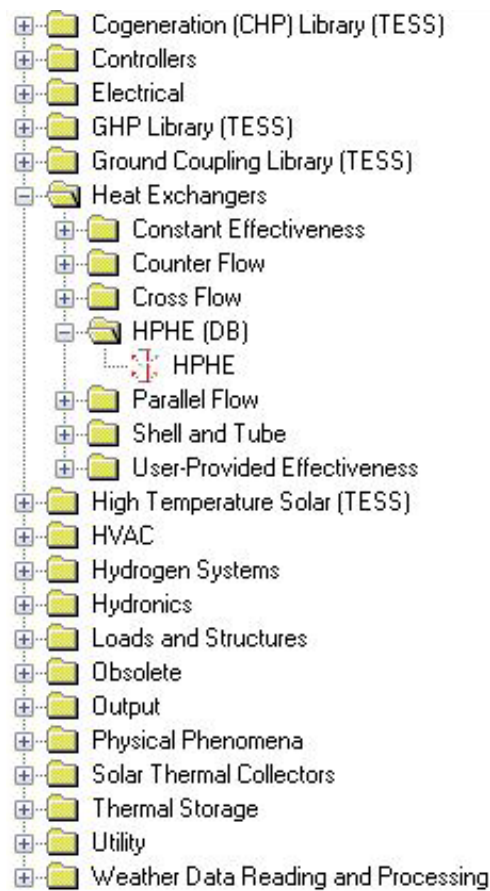 Cogeneration (CHP) Library (TESS)
Controllers
Electrical
GHP Library (TESS)
Ground Coupling Library (TESS)
Heat Exchangers
Constant Effectiveness
Counter Flow
Cross Flow
HPHE (DB)
HPHE
Parallel Flow
Shell and Tube
User-Provided Effectiveness
High Temperature Solar (TESS)
HVAC
Hydrogen Systems
Hydronics
Loads and Structures
Obsolete
Output
Physical Phenomena
Solar Thermal Collectors
Thermal Storage
Utility
Weather Data Reading and Processing